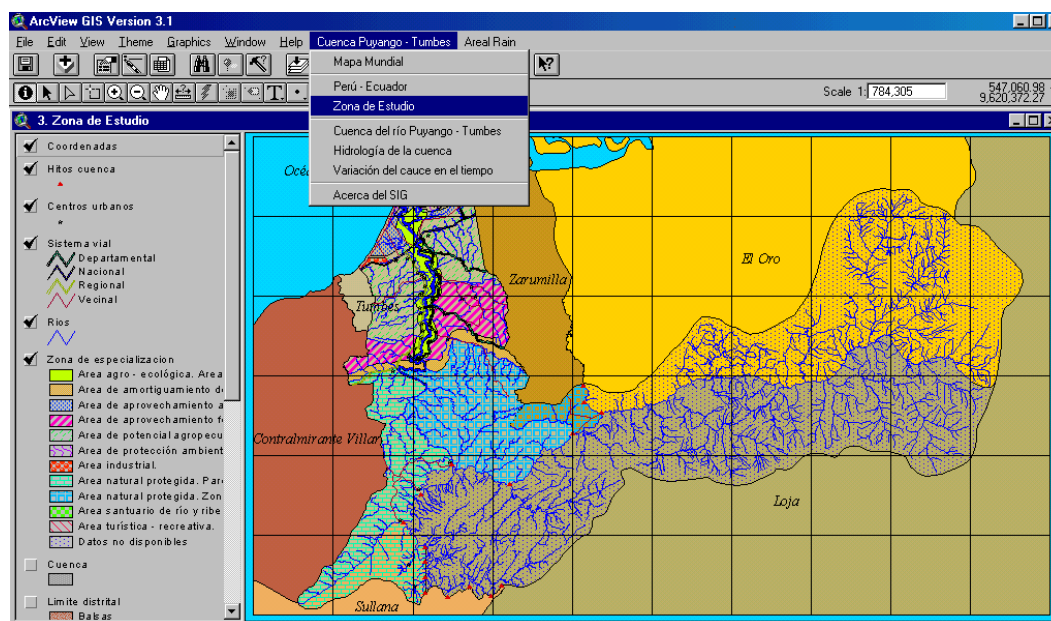 ArcView GIS Version 3.1
File Edit View Theme Graphics Window Help Cuenca Puyango - Tumbes Areal Rain
Mapa Mundial
Perú - Ecuador
Zona de Estudio
Cuenca del río Puyango - Tumbes
Hidrología de la cuenca
Variación del cauce en el tiempo
Acerca del SIG
Scale 1: 784,305
547,060.98
9,620,372.27
3. Zona de Estudio
Coordenadas
Hitos cuenca
Centros urbanos
Sistema vial
Departamental
Nacional
Regional
Vecinal
Rios
Zona de especializacion
Area agro - ecológica. Area
Area de amortiguamiento de
Area de aprovechamiento a
Area de aprovechamiento fo
Area de potencial agropecu
Area de protección ambient
Area industrial.
Area natural protegida. Par
Area natural protegida. Zon
Area santuario de río y ribe
Area turística - recreativa.
Datos no disponibles
Cuenca
Limite distrital
Balsas
Océ
El Oro
Zarumilla
Tumbes
Contralmirante Villar
Loja
Sullana